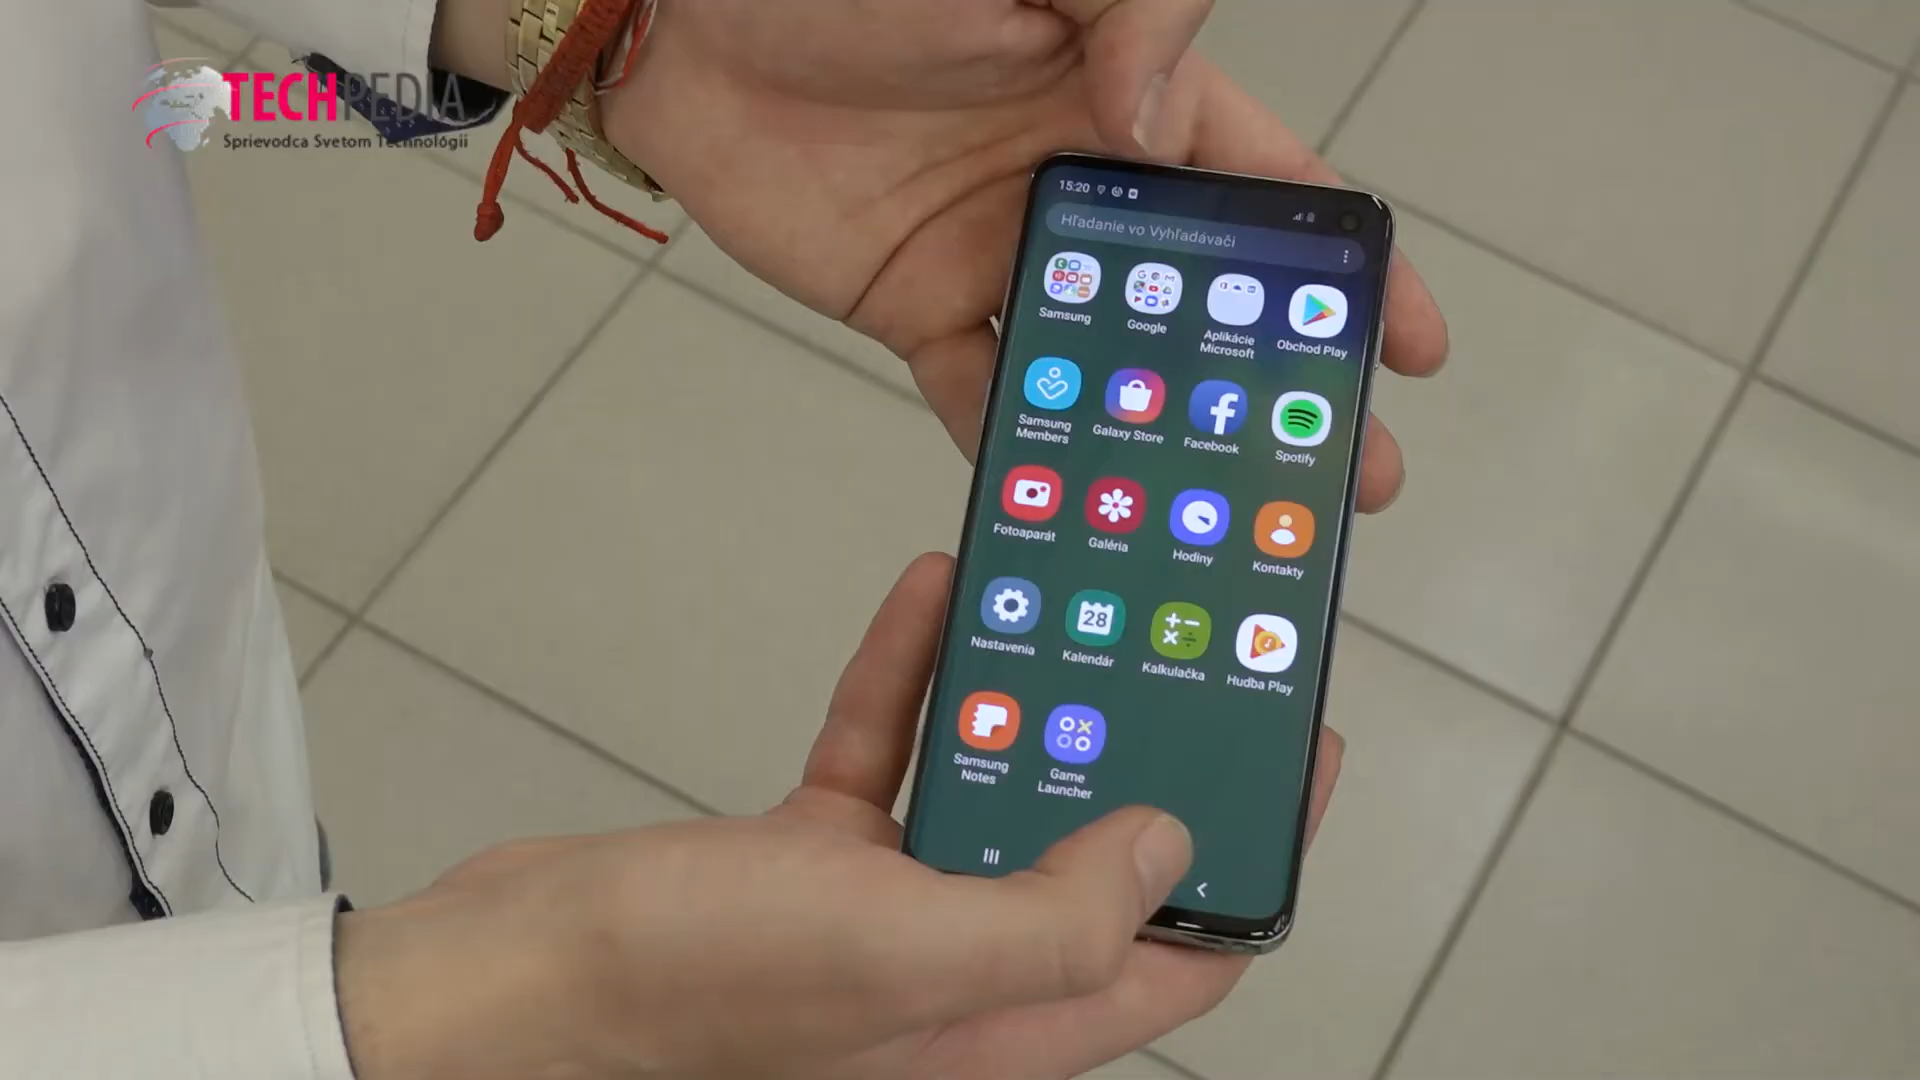 TECHPEDIA
Sprievodca Svetom Technológii
15:20
Hľadanie vo Vyhľadávači
Samsung
Google
Aplikácie
Microsoft
Obchod Play
Samsung
Members
Galaxy Store
Facebook
Spotify
Fotoaparát
Galéria
Hodiny
Kontakty
Nastavenia
28
Kalendár
Kalkulačka
Hudba Play
Samsung
Notes
Game
Launcher